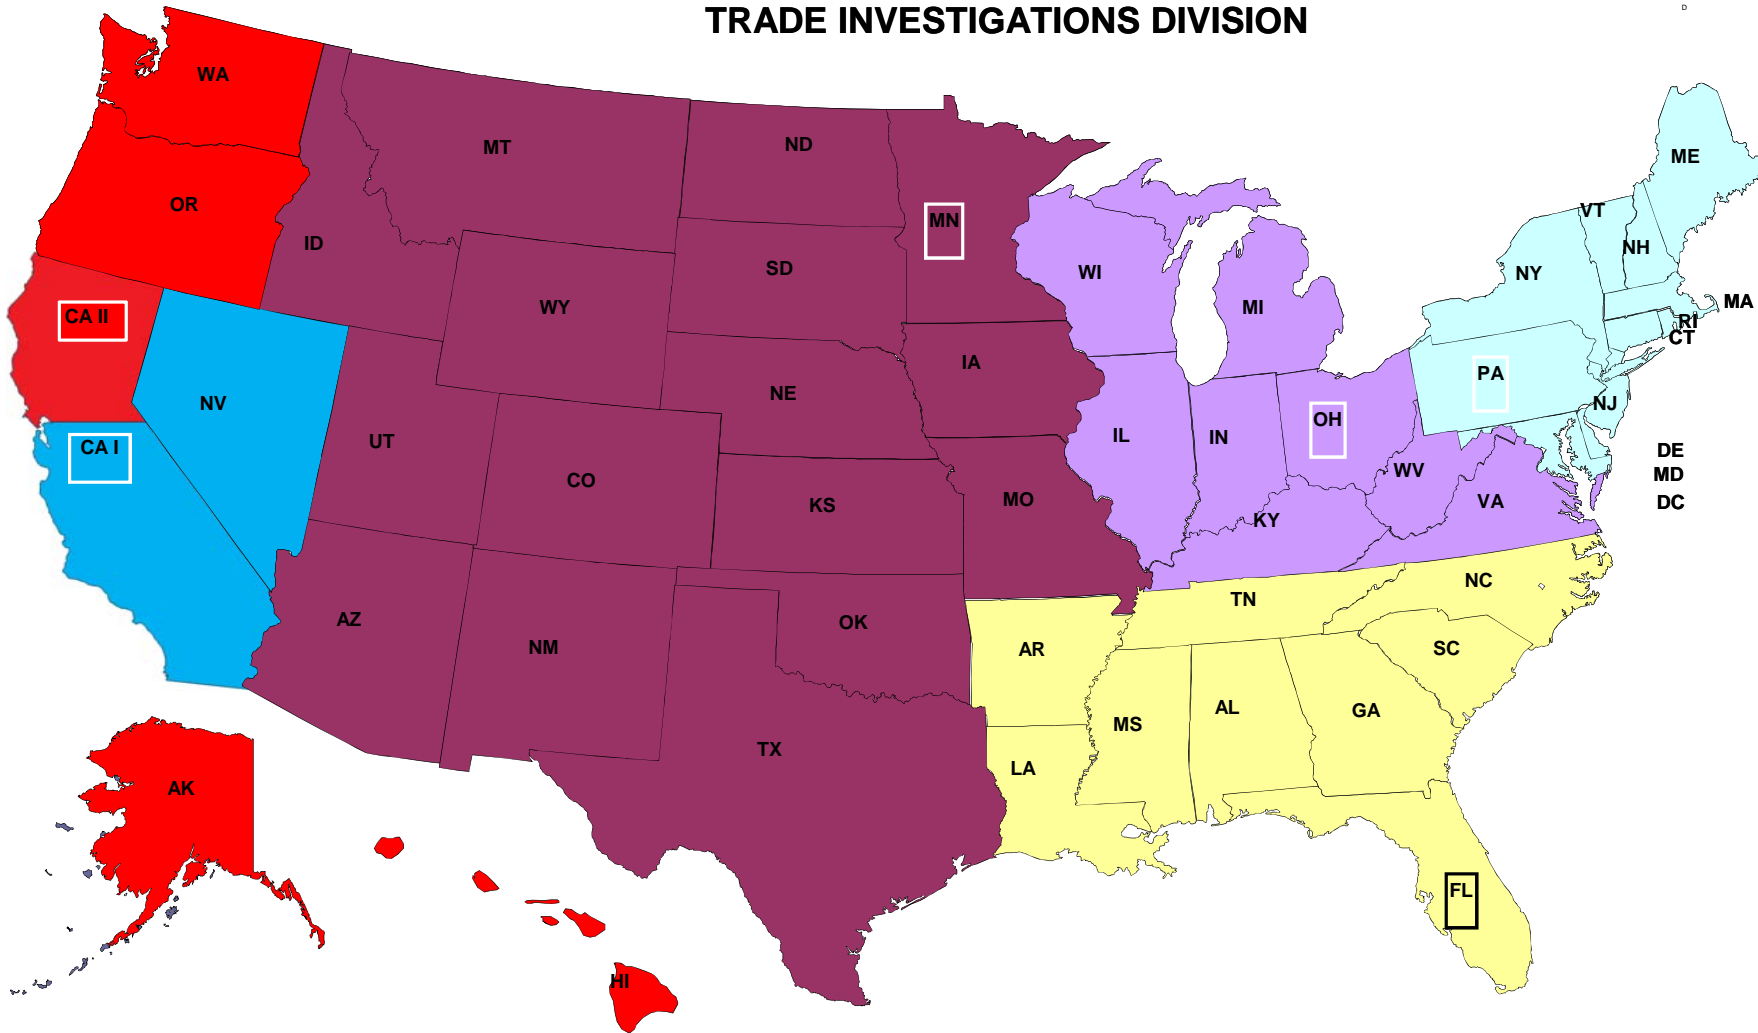 TRADE INVESTIGATIONS DIVISION
D
WA
MT
ND
ME
OR
VT
MN
ID
NH
SD
WI
NY
MA
WY
MI
CA II
RI
CT
IA
PA
NE
NV
NJ
OH
UT
IL
IN
CA I
DE
WV
MD
CO
MO
VA
DC
KS
KY
NC
TN
AZ
OK
NM
AR
SC
AL
GA
MS
TX
LA
AK
FL
HI